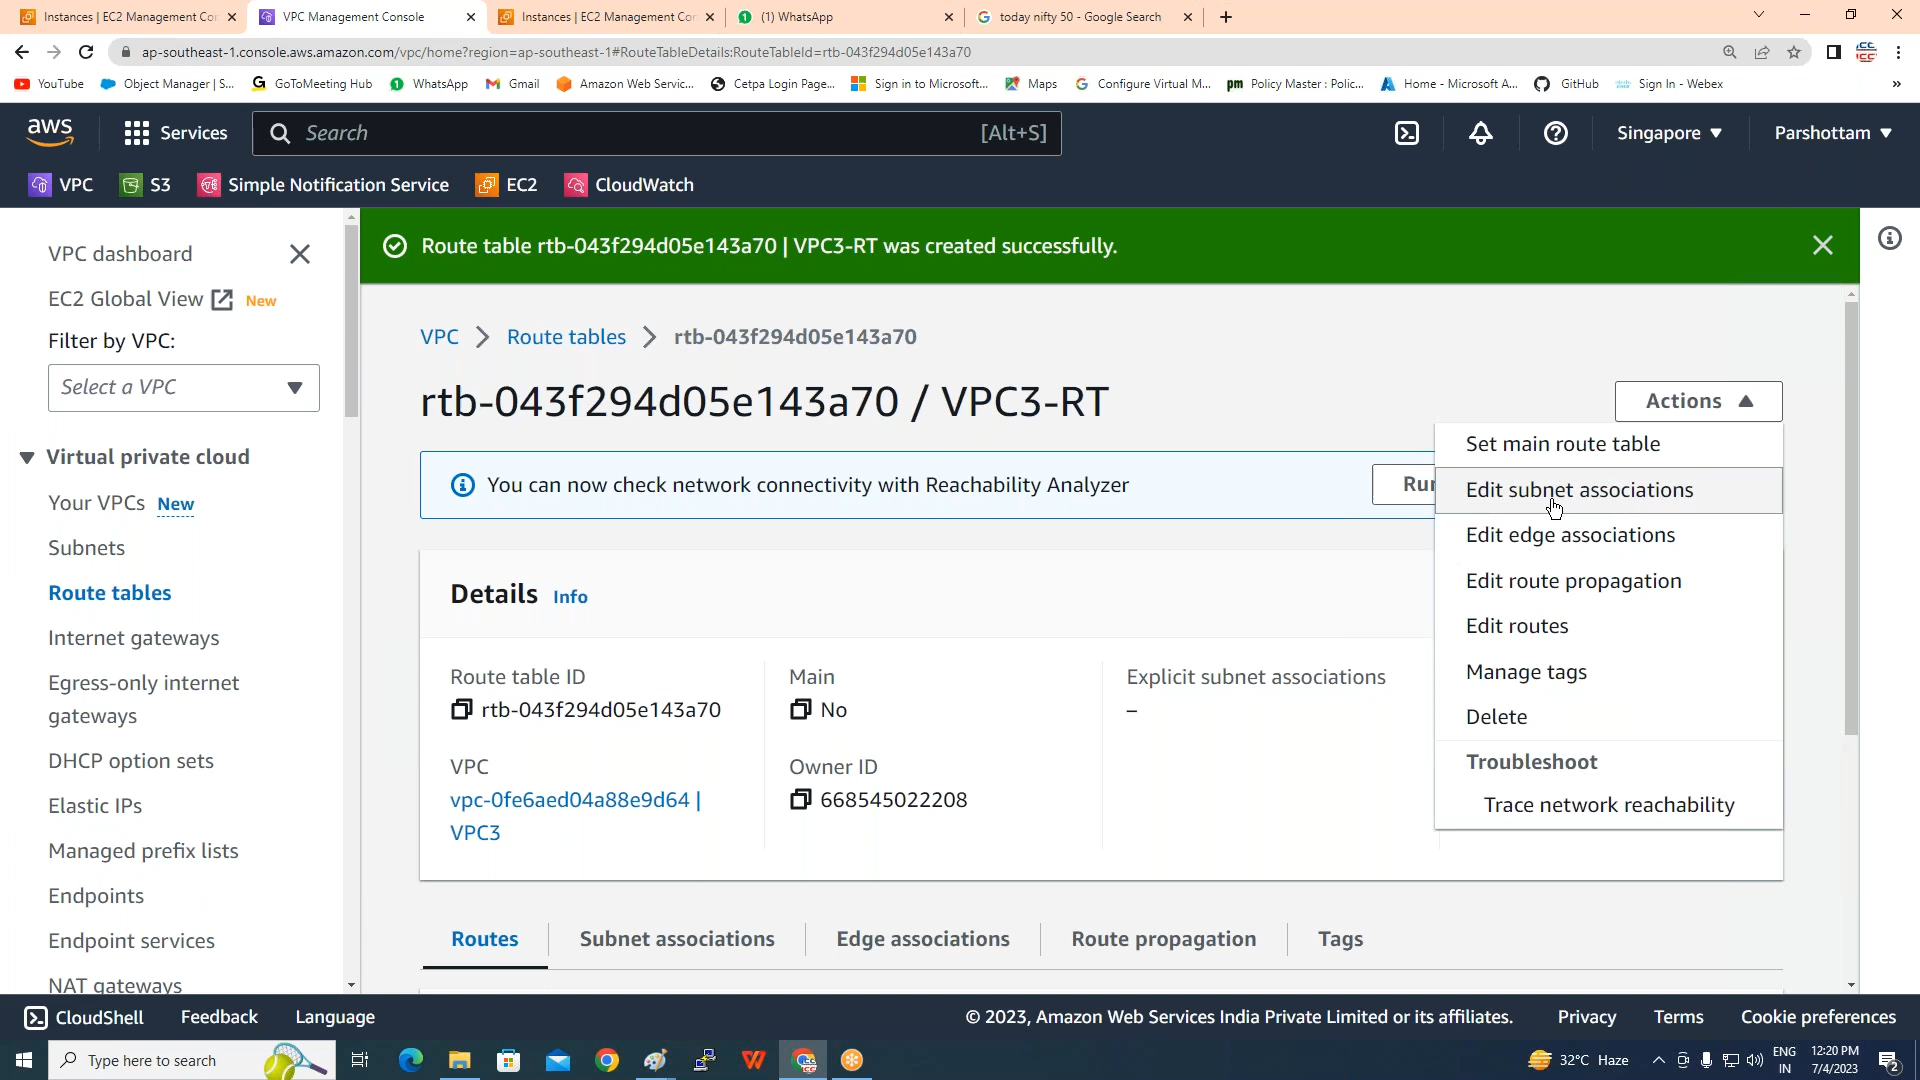 Instances | EC2 Management Cor
VPC Management Console
Instances | EC2 Management Cor
(1) WhatsApp
today nifty 50 - Google Search
ap-southeast-1.console.aws.amazon.com/vpc/home?region=ap-southeast-1#RouteTableDetails:RouteTableId=rtb-043f294d05e143a70
YouTube
Object Manager | S...
GoToMeeting Hub
WhatsApp
Gmail
Amazon Web Servic...
Cetpa Login Page...
Sign in to Microsoft...
Maps
Configure Virtual M...
pm Policy Master : Polic...
Home - Microsoft A...
GitHub
Sign In - Webex
»
aws
Services
Search
[Alt+S]
Singapore
Parshottam
VPC
S3
Simple Notification Service
EC2
CloudWatch
VPC dashboard
EC2 Global View New
Filter by VPC:
Select a VPC
Virtual private cloud
Your VPCs New
Subnets
Route tables
Internet gateways
Egress-only internet
gateways
DHCP option sets
Elastic IPs
Managed prefix lists
Endpoints
Endpoint services
NAT gateways
Route table rtb-043f294d05e143a70 | VPC3-RT was created successfully.
VPC
Route tables
rtb-043f294d05e143a70
rtb-043f294d05e143a70 / VPC3-RT
Actions
You can now check network connectivity with Reachability Analyzer
Run
Set main route table
Edit subnet associations
Edit edge associations
Edit route propagation
Edit routes
Manage tags
Delete
Troubleshoot
Trace network reachability
Details Info
Route table ID
rtb-043f294d05e143a70
Main
No
Explicit subnet associations
–
VPC
vpc-0fe6aed04a88e9d64 |
VPC3
Owner ID
668545022208
Routes
Subnet associations
Edge associations
Route propagation
Tags
CloudShell
Feedback
Language
© 2023, Amazon Web Services India Private Limited or its affiliates.
Privacy
Terms
Cookie preferences
Type here to search
32°C Haze
ENG
IN
12:20 PM
7/4/2023
2